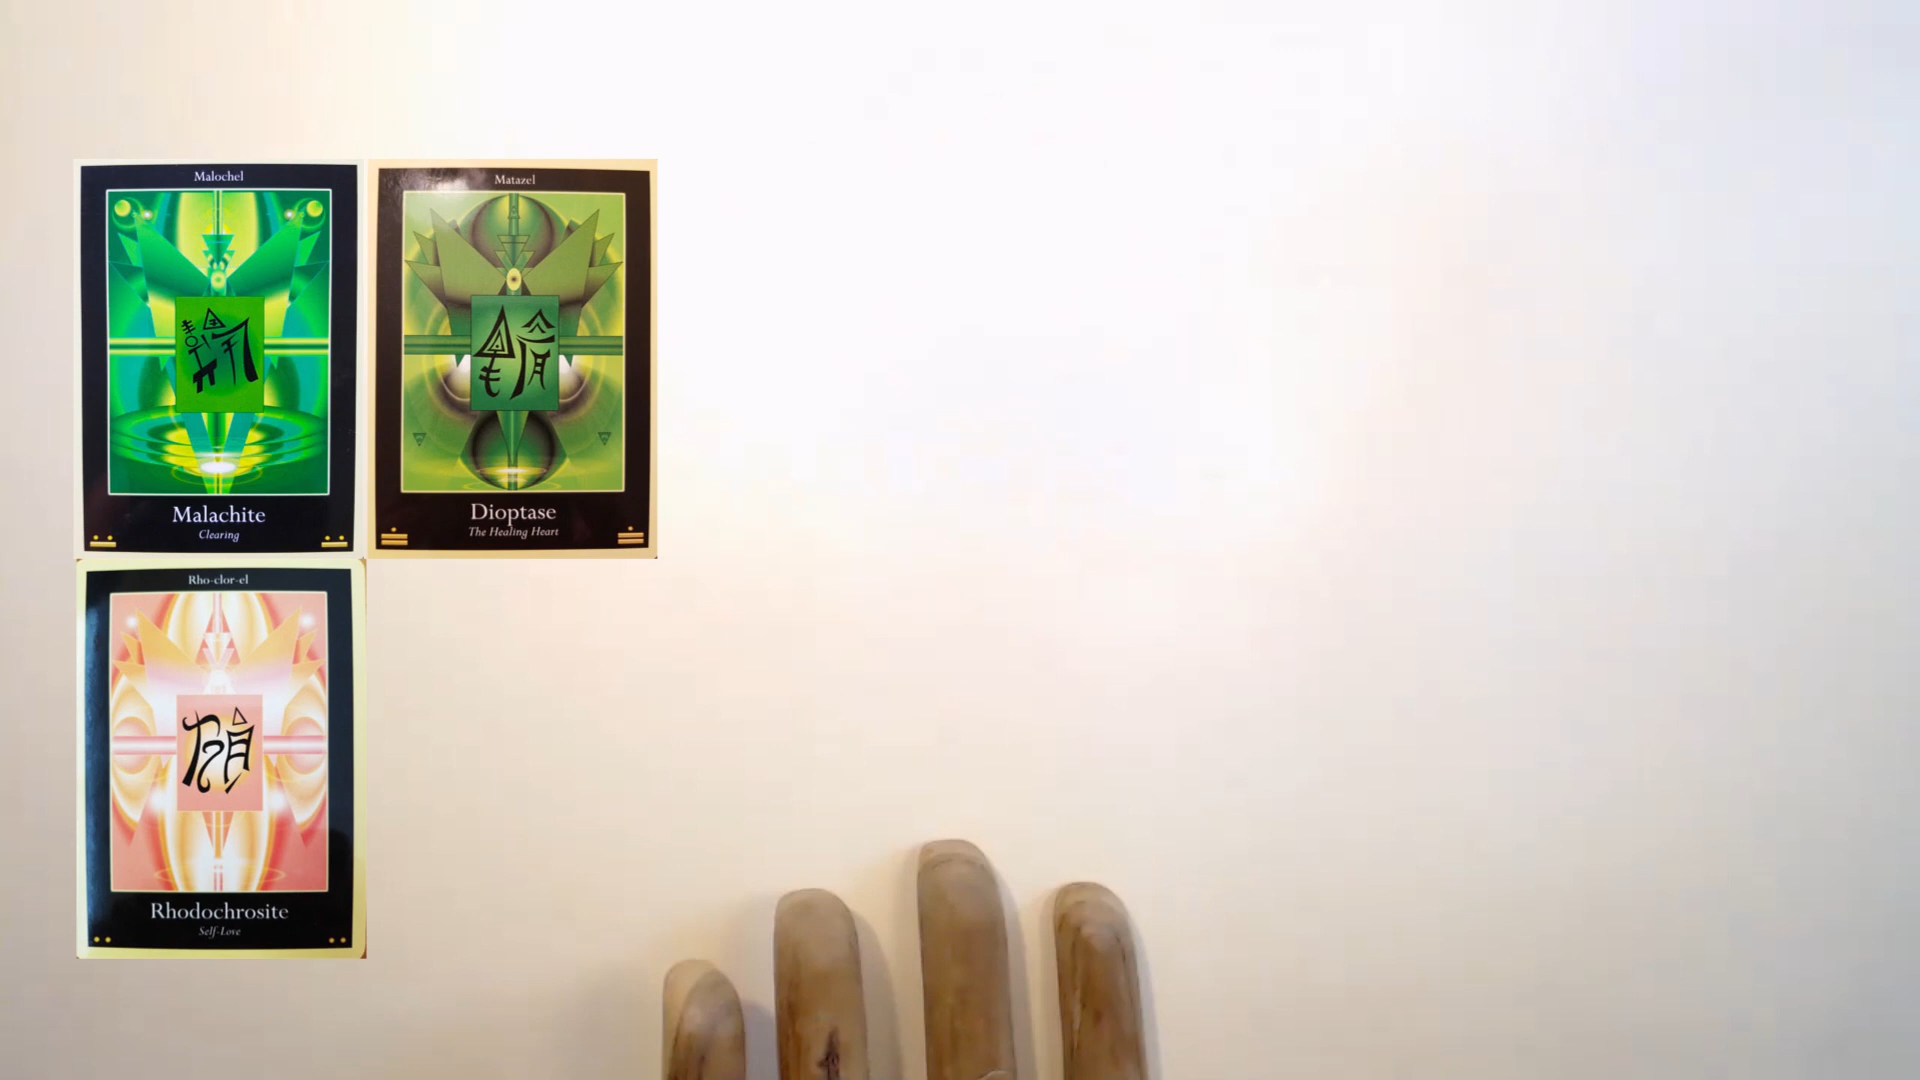 Malochel
Malachite
Clearing
Matazel
Dioptase
The Healing Heart
Rho-clor-el
Rhodochrosite
Self-Love